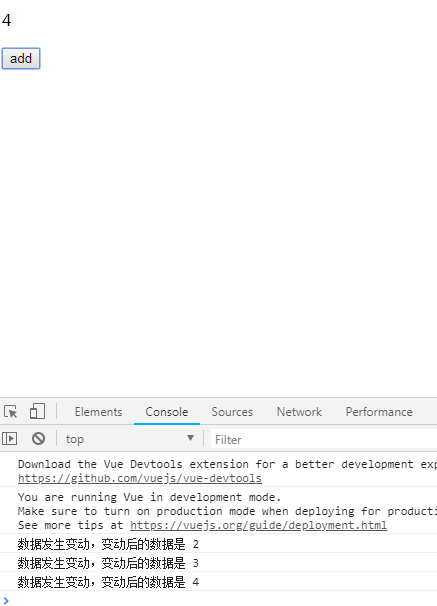 4
add
Elements Console Sources Network Performance
top Filter
Download the Vue Devtools extension for a better development exp
https://github.com/vuejs/vue-devtools
You are running Vue in development mode.
Make sure to turn on production mode when deploying for producti
See more tips at https://vuejs.org/guide/deployment.html
数据发生变动，变动后的数据是 2
数据发生变动，变动后的数据是 3
数据发生变动，变动后的数据是 4